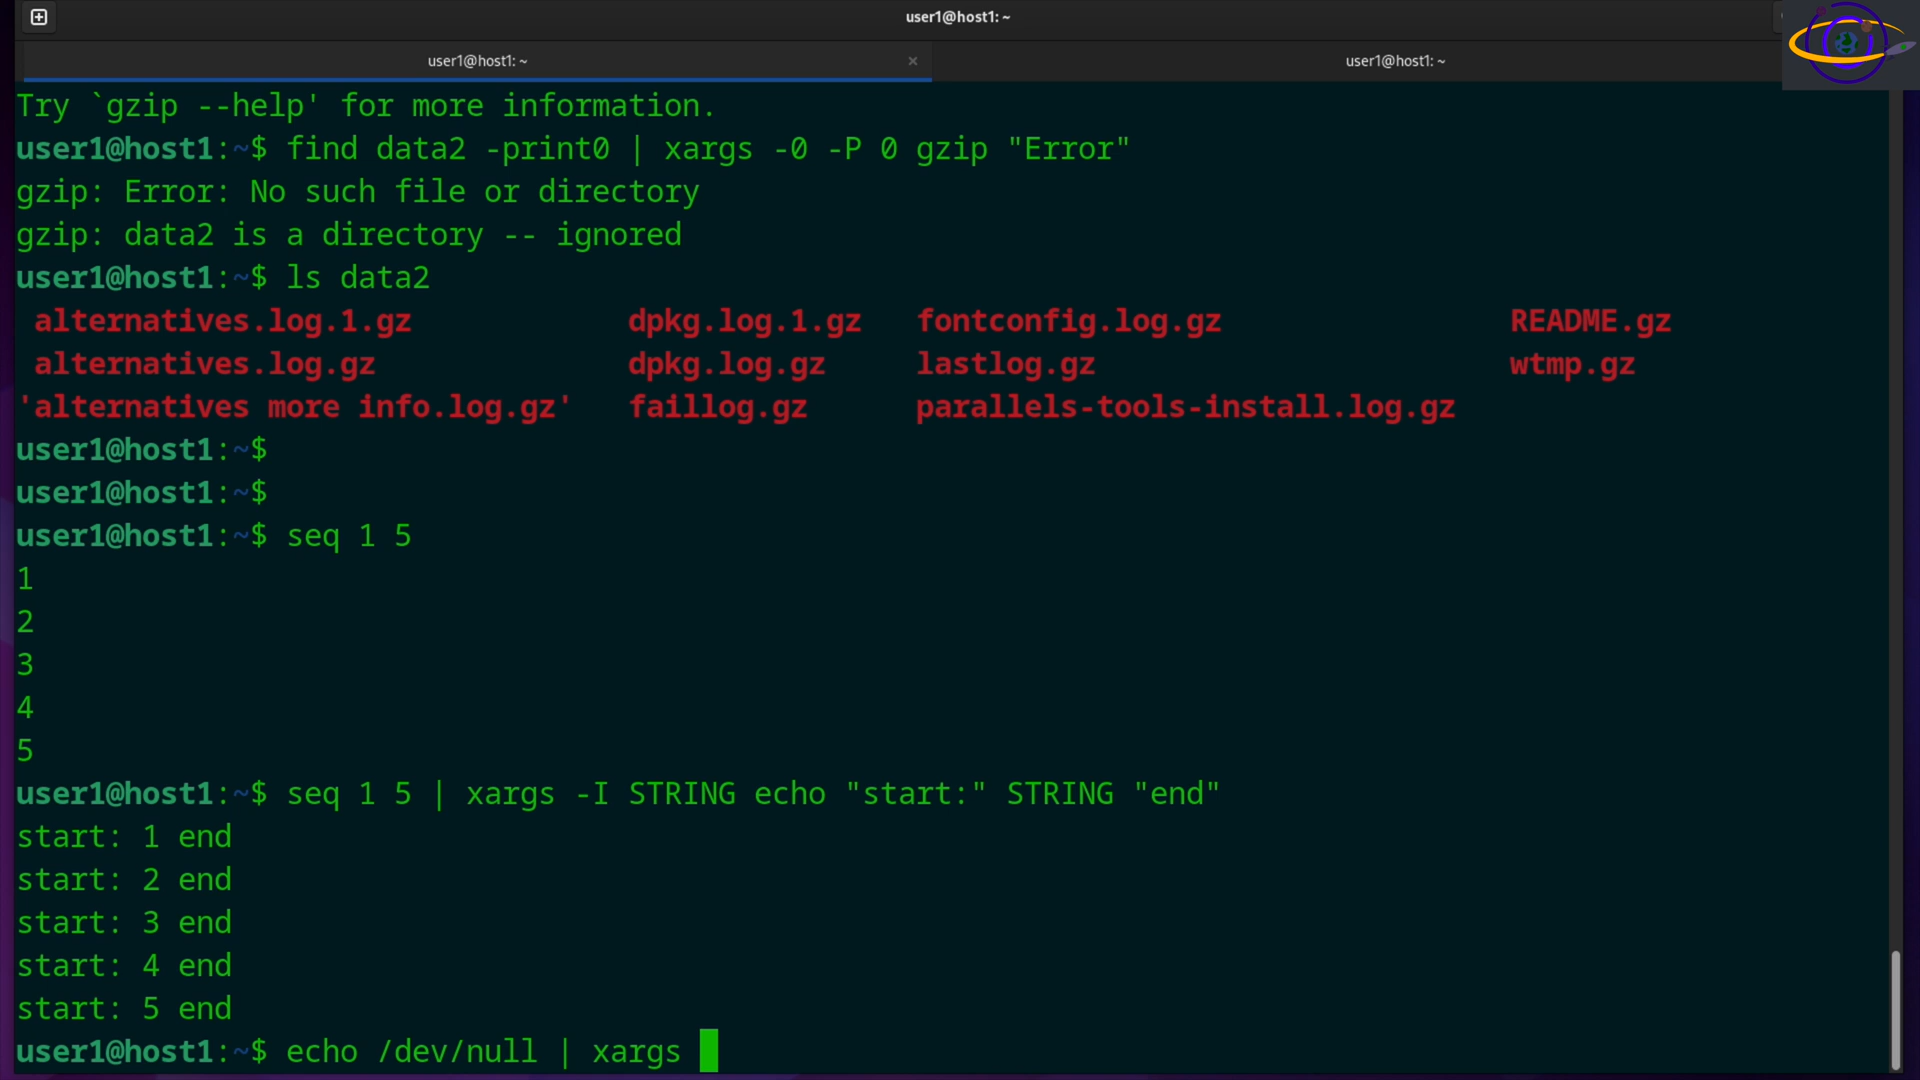 user1@host1: ~
user1@host1: ~ × user1@host1: ~
Try `gzip --help' for more information.
user1@host1:~$ find data2 -print0 | xargs -0 -P 0 gzip "Error"
gzip: Error: No such file or directory
gzip: data2 is a directory -- ignored
user1@host1:~$ ls data2
alternatives.log.1.gz dpkg.log.1.gz fontconfig.log.gz README.gz
alternatives.log.gz dpkg.log.gz lastlog.gz wtmp.gz
'alternatives more info.log.gz' faillog.gz parallels-tools-install.log.gz
user1@host1:~$
user1@host1:~$
user1@host1:~$ seq 1 5
1
2
3
4
5
user1@host1:~$ seq 1 5 | xargs -I STRING echo "start:" STRING "end"
start: 1 end
start: 2 end
start: 3 end
start: 4 end
start: 5 end
user1@host1:~$ echo /dev/null | xargs